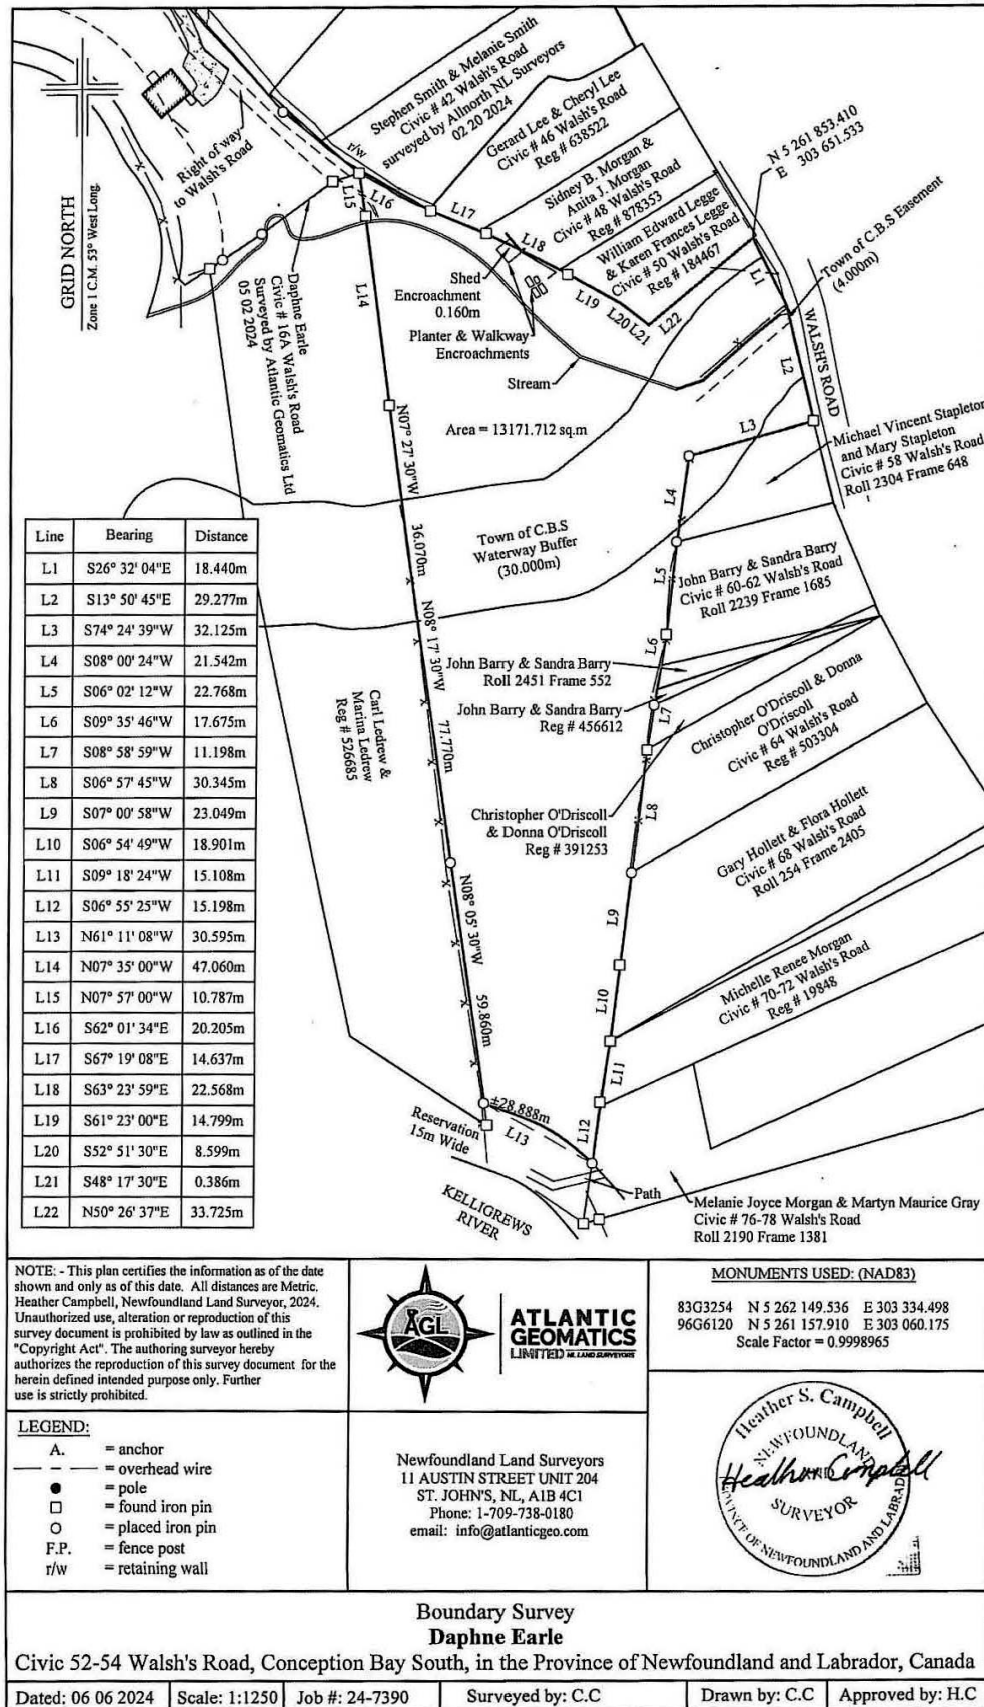 GRID NORTH
Zone 1 C.M. 53° West Long.
Right of way
to Walsh's Road
Stephen Smith & Melanie Smith
Civic # 42 Walsh's Road
surveyed by Allnorth NL Surveyors
02 20 2024
Gerard Lee & Cheryl Lee
Civic # 46 Walsh's Road
Reg # 638522
Sidney B. Morgan &
Anita J. Morgan
Civic # 48 Walsh's Road
Reg # 878353
William Edward Legge
& Karen Frances Legge
Civic # 50 Walsh's Road
Reg # 184467
N 5 261 853.410
E 303 651.533
Town of C.B.S Easement
(4.000m)
WALSH'S ROAD
r/w
L15
L16
L17
L18
L19
L20
L21
L22
L1
L2
L3
L14
Daphne Earle
Civic # 16A Walsh's Road
Surveyed by Atlantic Geomatics Ltd
05 02 2024
Shed
Encroachment
0.160m
Planter & Walkway
Encroachments
Stream
Area = 13171.712 sq.m
N07° 27' 30"W
36.070m
Michael Vincent Stapleton
and Mary Stapleton
Civic # 58 Walsh's Road
Roll 2304 Frame 648
L4
Town of C.B.S
Waterway Buffer
(30.000m)
L5
John Barry & Sandra Barry
Civic # 60-62 Walsh's Road
Roll 2239 Frame 1685
N08° 17' 30"W
77.770m
L6
John Barry & Sandra Barry
Roll 2451 Frame 552
John Barry & Sandra Barry
Reg # 456612
L7
Christopher O'Driscoll & Donna
O'Driscoll
Civic # 64 Walsh's Road
Reg # 503304
Carl Ledrew &
Marina Ledrew
Reg # 526685
Christopher O'Driscoll
& Donna O'Driscoll
Reg # 391253
L8
Gary Hollett & Flora Hollett
Civic # 68 Walsh's Road
Roll 254 Frame 2405
N08° 05' 30"W
59.860m
L9
L10
Michelle Renee Morgan
Civic # 70-72 Walsh's Road
Reg # 19848
L11
L12
±28.888m
L13
Reservation
15m Wide
KELLIGREWS
RIVER
Path
Melanie Joyce Morgan & Martyn Maurice Gray
Civic # 76-78 Walsh's Road
Roll 2190 Frame 1381
Line Bearing Distance
L1 S26° 32' 04"E 18.440m
L2 S13° 50' 45"E 29.277m
L3 S74° 24' 39"W 32.125m
L4 S08° 00' 24"W 21.542m
L5 S06° 02' 12"W 22.768m
L6 S09° 35' 46"W 17.675m
L7 S08° 58' 59"W 11.198m
L8 S06° 57' 45"W 30.345m
L9 S07° 00' 58"W 23.049m
L10 S06° 54' 49"W 18.901m
L11 S09° 18' 24"W 15.108m
L12 S06° 55' 25"W 15.198m
L13 N61° 11' 08"W 30.595m
L14 N07° 35' 00"W 47.060m
L15 N07° 57' 00"W 10.787m
L16 S62° 01' 34"E 20.205m
L17 S67° 19' 08"E 14.637m
L18 S63° 23' 59"E 22.568m
L19 S61° 23' 00"E 14.799m
L20 S52° 51' 30"E 8.599m
L21 S48° 17' 30"E 0.386m
L22 N50° 26' 37"E 33.725m
NOTE: - This plan certifies the information as of the date
shown and only as of this date. All distances are Metric.
Heather Campbell, Newfoundland Land Surveyor, 2024.
Unauthorized use, alteration or reproduction of this
survey document is prohibited by law as outlined in the
"Copyright Act". The authoring surveyor hereby
authorizes the reproduction of this survey document for the
herein defined intended purpose only. Further
use is strictly prohibited.
AGL
ATLANTIC
GEOMATICS
LIMITED NL LAND SURVEYORS
MONUMENTS USED: (NAD83)
83G3254 N 5 262 149.536 E 303 334.498
96G6120 N 5 261 157.910 E 303 060.175
Scale Factor = 0.9998965
LEGEND:
A. = anchor
= overhead wire
= pole
= found iron pin
= placed iron pin
F.P. = fence post
r/w = retaining wall
Newfoundland Land Surveyors
11 AUSTIN STREET UNIT 204
ST. JOHN'S, NL, A1B 4C1
Phone: 1-709-738-0180
email: info@atlanticgeo.com
Heather S. Campbell
NEWFOUNDLAND
LAND
SURVEYOR
PROVINCE OF NEWFOUNDLAND AND LABRADOR
Heather Campbell
Boundary Survey
Daphne Earle
Civic 52-54 Walsh's Road, Conception Bay South, in the Province of Newfoundland and Labrador, Canada
Dated: 06 06 2024 Scale: 1:1250 Job #: 24-7390 Surveyed by: C.C Drawn by: C.C Approved by: H.C